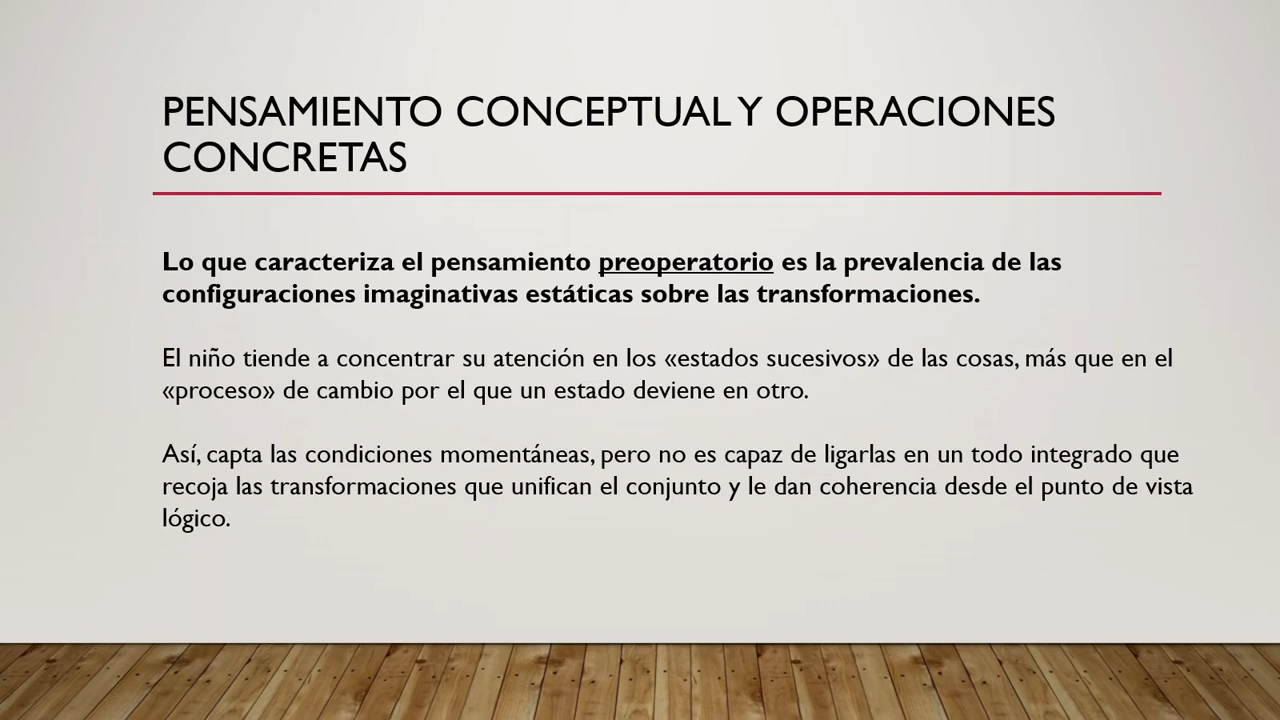 PENSAMIENTO CONCEPTUAL Y OPERACIONES
CONCRETAS
Lo que caracteriza el pensamiento preoperatorio es la prevalencia de las
configuraciones imaginativas estáticas sobre las transformaciones.
El niño tiende a concentrar su atención en los «estados sucesivos» de las cosas, más que en el
«proceso» de cambio por el que un estado deviene en otro.
Así, capta las condiciones momentáneas, pero no es capaz de ligarlas en un todo integrado que
recoja las transformaciones que unifican el conjunto y le dan coherencia desde el punto de vista
lógico.